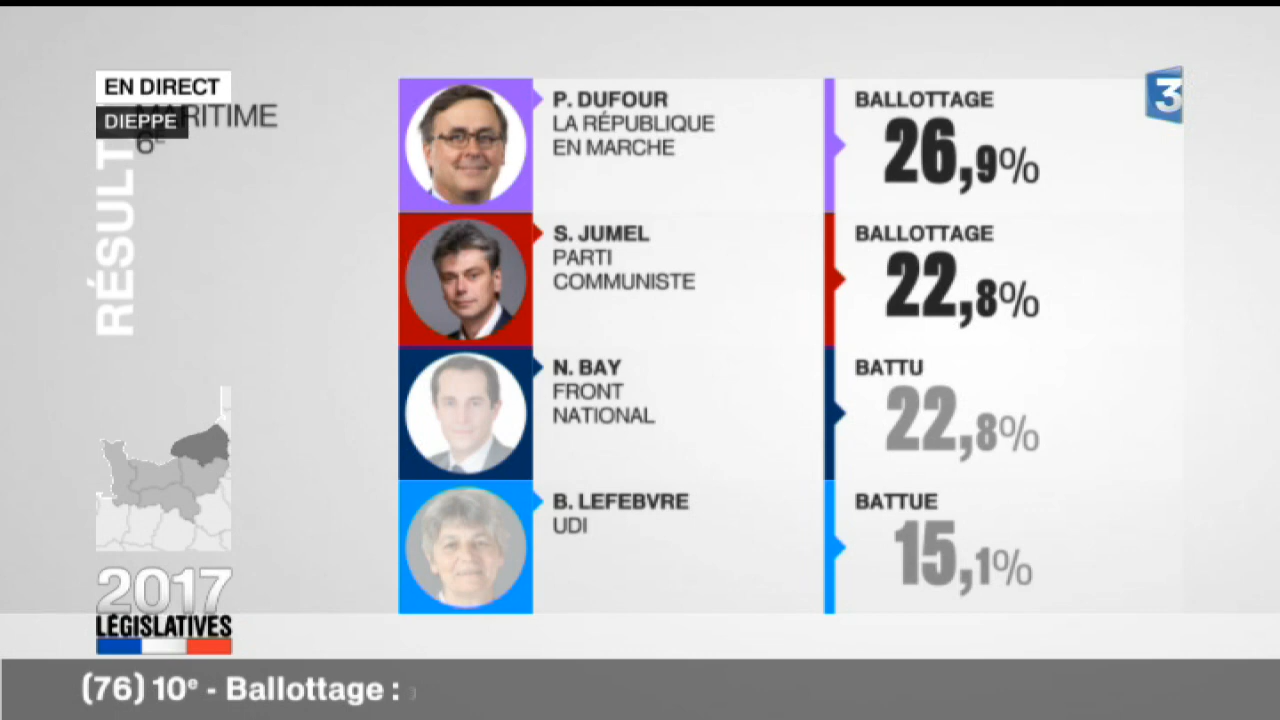 EN DIRECT
MARITIME
DIEPPE
6E
RÉSULT
P. DUFOUR
LA RÉPUBLIQUE
EN MARCHE
BALLOTTAGE
26,9%
3
S. JUMEL
PARTI
COMMUNISTE
BALLOTTAGE
22,8%
N. BAY
FRONT
NATIONAL
BATTU
22,8%
B. LEFEBVRE
UDI
BATTUE
15,1%
2017
LÉGISLATIVES
(76) 10e - Ballottage :